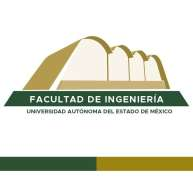 FACULTAD DE INGENIERÍA
UNIVERSIDAD AUTÓNOMA DEL ESTADO DE MÉXICO